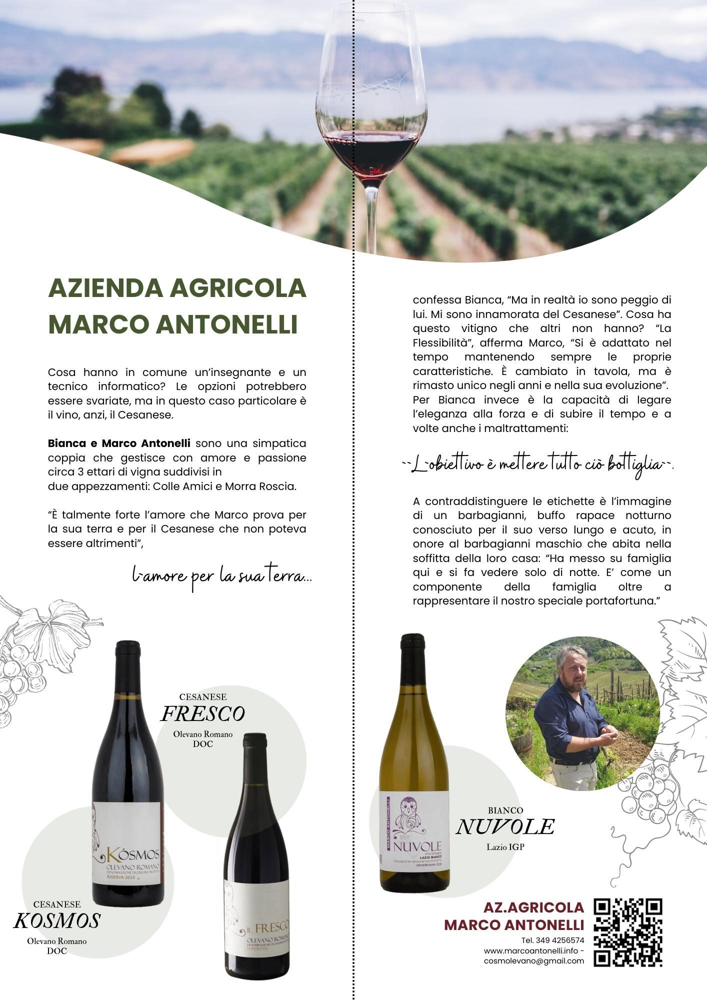 AZIENDA AGRICOLA
MARCO ANTONELLI
Cosa hanno in comune un’insegnante e un
tecnico informatico? Le opzioni potrebbero
essere svariate, ma in questo caso particolare è
il vino, anzi, il Cesanese.
Bianca e Marco Antonelli sono una simpatica
coppia che gestisce con amore e passione
circa 3 ettari di vigna suddivisi in
due appezzamenti: Colle Amici e Morra Roscia.
“È talmente forte l’amore che Marco prova per
la sua terra e per il Cesanese che non poteva
essere altrimenti”,
l-amore per la sua terra...
CESANESE
FRESCO
Olevano Romano
DOC
KÓSMOS
OLEVANO ROMANO
DENOMINAZIONE DI ORIGINE PROTETTA
RISERVA 2016
CESANESE
KOSMOS
Olevano Romano
DOC
IL FRESCO
OLEVANO ROMANO
DENOMINAZIONE DI ORIGINE PROTETTA
SUPERIORE
confessa Bianca, “Ma in realtà io sono peggio di
lui. Mi sono innamorata del Cesanese”. Cosa ha
questo vitigno che altri non hanno? “La
Flessibilità”, afferma Marco, “Si è adattato nel
tempo mantenendo sempre le proprie
caratteristiche. È cambiato in tavola, ma è
rimasto unico negli anni e nella sua evoluzione”.
Per Bianca invece è la capacità di legare
l’eleganza alla forza e di subire il tempo e a
volte anche i maltrattamenti:
--L-obiettivo è mettere tutto ciò bottiglia--.
A contraddistinguere le etichette è l’immagine
di un barbagianni, buffo rapace notturno
conosciuto per il suo verso lungo e acuto, in
onore al barbagianni maschio che abita nella
soffitta della loro casa: “Ha messo su famiglia
qui e si fa vedere solo di notte. E’ come un
componente della famiglia oltre a
rappresentare il nostro speciale portafortuna.”
MARCO ANTONELLI
NUVOLE
vino biologico
LAZIO BIANCO
indicazione geografica protetta
VENDEMMIA 2021
BIANCO
NUVOLE
Lazio IGP
AZ.AGRICOLA
MARCO ANTONELLI
Tel. 349 4256574
www.marcoantonelli.info -
cosmolevano@gmail.com